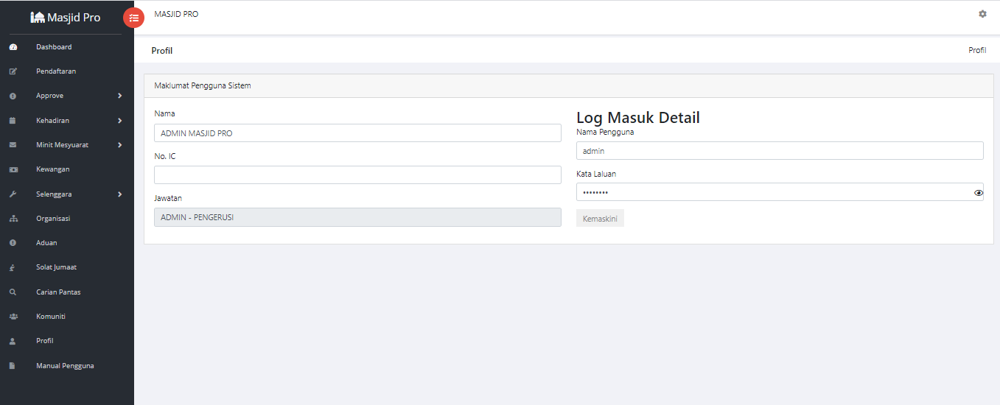 Masjid Pro
MASJID PRO
Dashboard
Pendaftaran
Approve
Kehadiran
Minit Mesyuarat
Kewangan
Selenggara
Organisasi
Aduan
Solat Jumaat
Carian Pantas
Komuniti
Profil
Manual Pengguna
Profil
Profil
Maklumat Pengguna Sistem
Nama
ADMIN MASJID PRO
No. IC
Jawatan
ADMIN - PENGERUSI
Log Masuk Detail
Nama Pengguna
admin
Kata Laluan
••••••••
Kemaskini